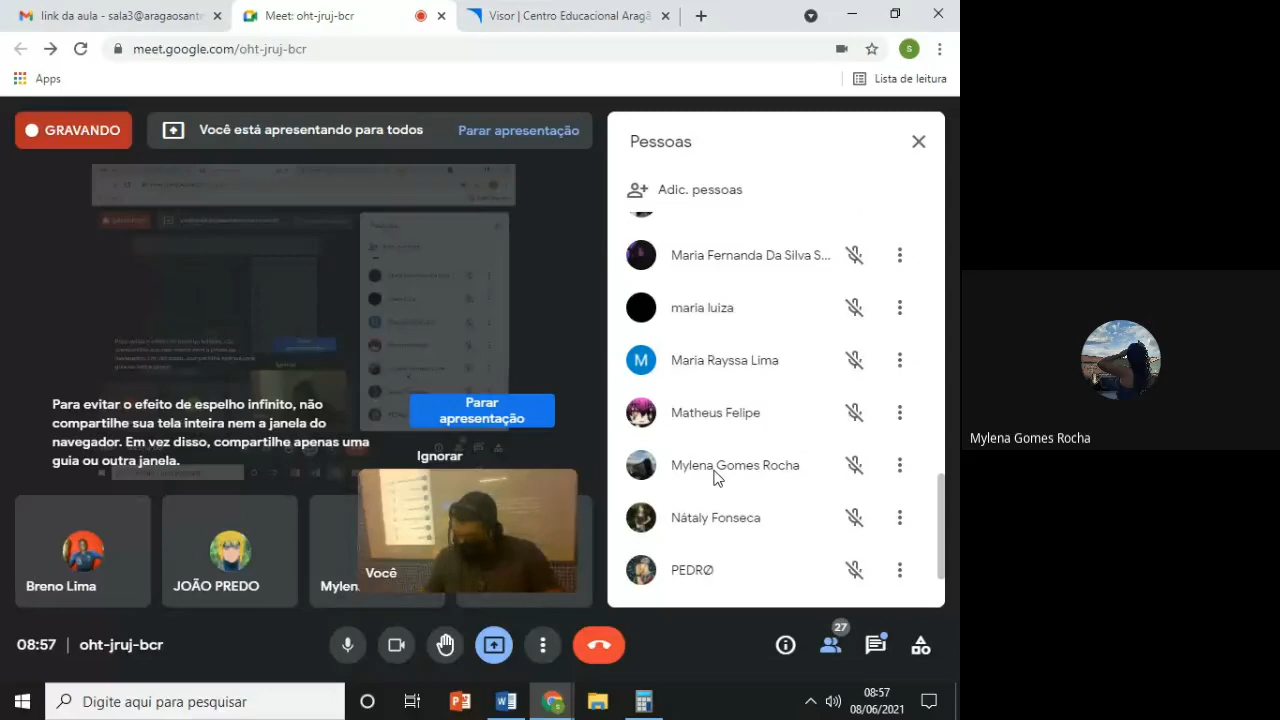 link da aula - sala3@aragaosant
Meet: oht-jruj-bcr
Visor | Centro Educacional Aragã
meet.google.com/oht-jruj-bcr
S
Apps
Lista de leitura
GRAVANDO
Você está apresentando para todos
Parar apresentação
Pessoas
Adic. pessoas
Maria Fernanda Da Silva S...
maria luiza
M
Maria Rayssa Lima
Matheus Felipe
Mylena Gomes Rocha
Nátaly Fonseca
PEDRØ
Para evitar o efeito de espelho infinito, não
compartilhe sua tela inteira nem a janela do
navegador. Em vez disso, compartilhe apenas uma
guia ou outra janela.
Parar
apresentação
Ignorar
Breno Lima
JOÃO PREDO
Mylen
Você
Mylena Gomes Rocha
08:57 | oht-jruj-bcr
27
Digite aqui para pesquisar
08:57
08/06/2021